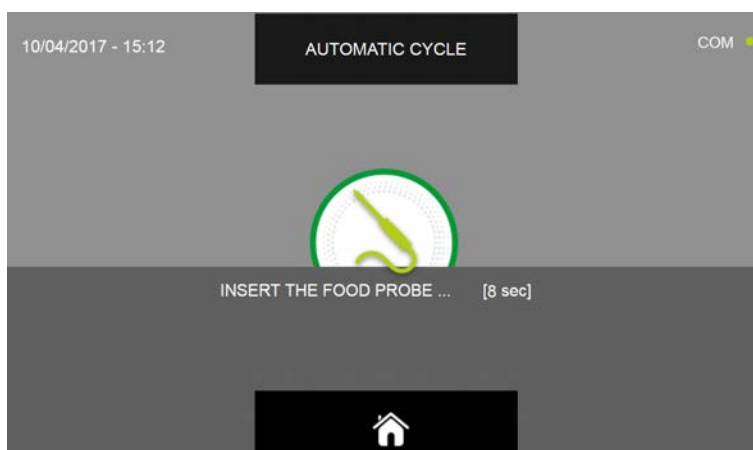 10/04/2017 - 15:12
AUTOMATIC CYCLE
COM
INSERT THE FOOD PROBE ... [8 sec]